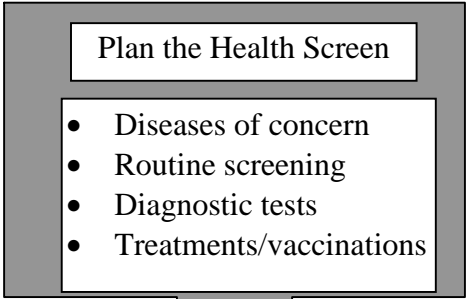 Plan the Health Screen
• Diseases of concern
• Routine screening
• Diagnostic tests
• Treatments/vaccinations